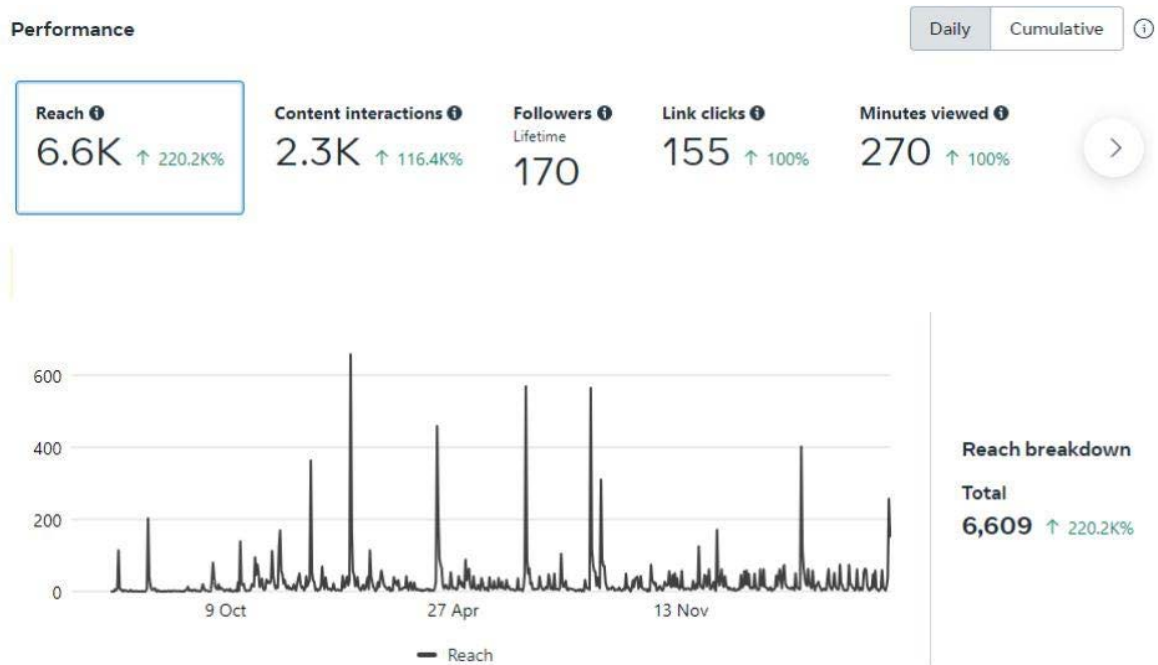 Performance
Daily Cumulative
Reach Content interactions Followers Link clicks Minutes viewed
Lifetime
6.6K ↑ 220.2K% 2.3K ↑ 116.4K% 170 155 ↑ 100% 270 ↑ 100%
600
400
200
0
9 Oct 27 Apr 13 Nov
Reach
Reach breakdown
Total
6,609 ↑ 220.2K%